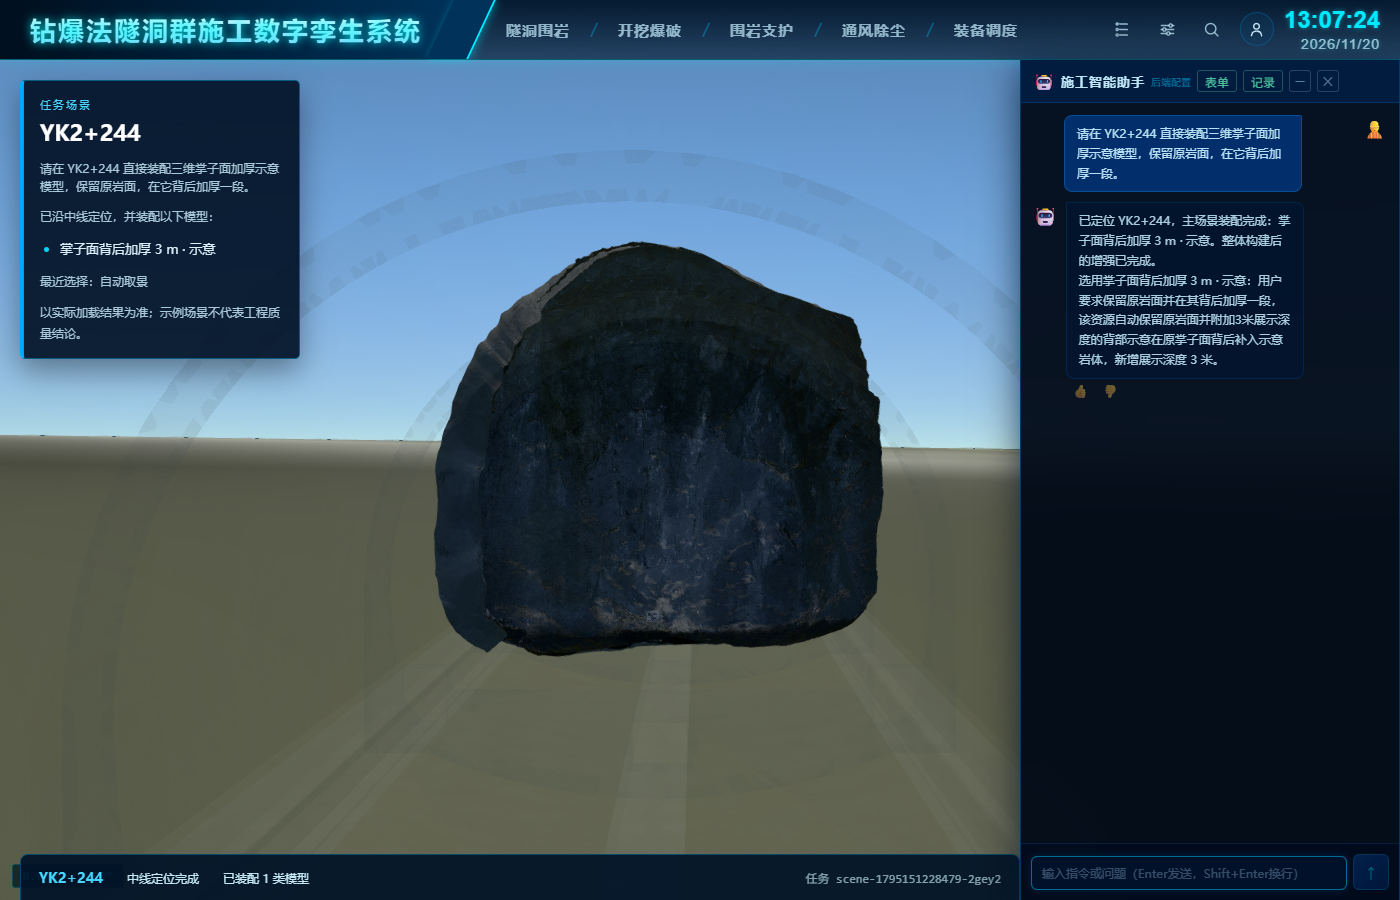 钻爆法隧洞群施工数字孪生系统
隧洞围岩 / 开挖爆破 / 围岩支护 / 通风除尘 / 装备调度
13:07:24
2026/11/20
任务场景
YK2+244
请在 YK2+244 直接装配三维掌子面加厚示意
模型，保留原岩面，在它背后加厚一段。
已沿中线定位，并装配以下模型：
掌子面背后加厚 3 m · 示意
最近选择：自动取景
以实际加载结果为准；示例场景不代表工程质
量结论。
施工智能助手 后端配置 表单 记录
请在 YK2+244 直接装配三维掌子面加
厚示意模型，保留原岩面，在它背后加
厚一段。
已定位 YK2+244，主场景装配完成：掌
子面背后加厚 3 m · 示意。整体构建后
的增强已完成。
选用掌子面背后加厚 3 m · 示意：用户
要求保留原岩面并在其背后加厚一段，
该资源自动保留原岩面并附加3米展示深
度的背部示意在原掌子面背后补入示意
岩体，新增展示深度 3 米。
输入指令或问题（Enter发送，Shift+Enter换行）
YK2+244 中线定位完成 已装配 1 类模型
任务 scene-1795151228479-2gey2